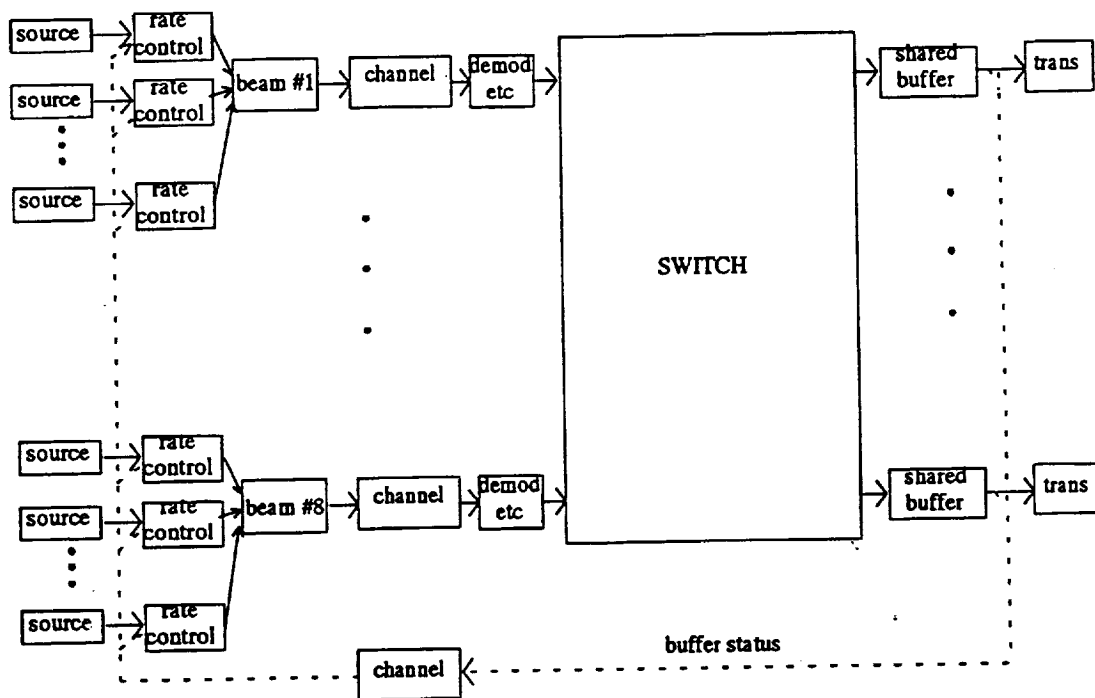 source
rate
control
source
rate
control
source
rate
control
beam #1
channel
demod
etc
SWITCH
shared
buffer
trans
source
rate
control
source
rate
control
source
rate
control
beam #8
channel
demod
etc
shared
buffer
trans
buffer status
channel